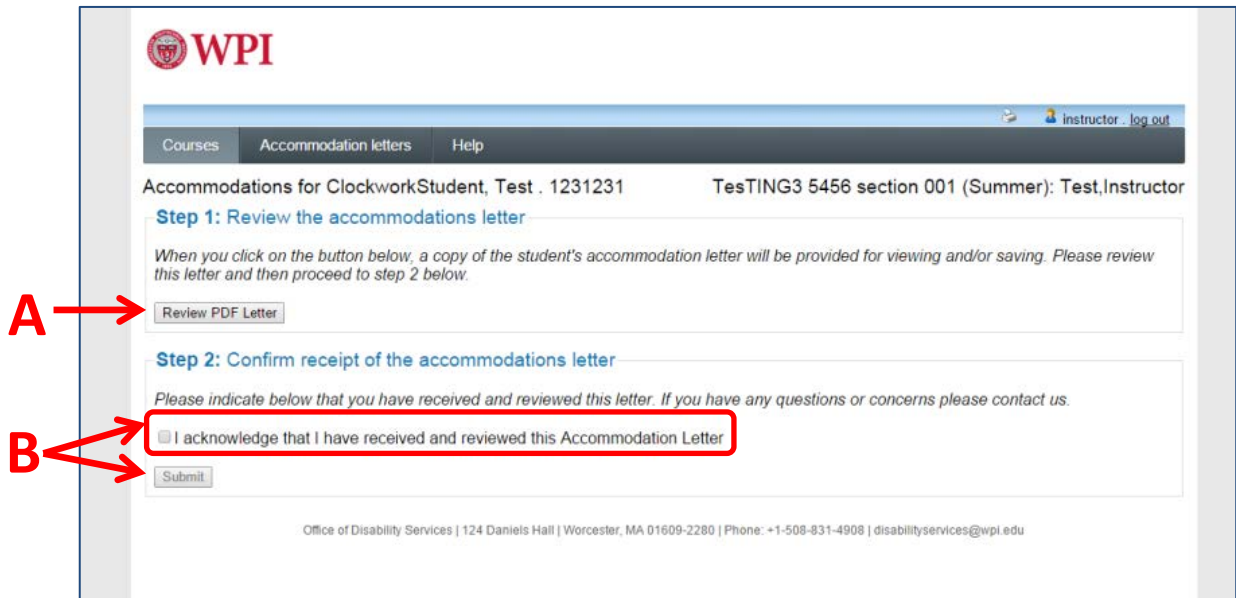 WPI
instructor . log out
Courses Accommodation letters Help
Accommodations for ClockworkStudent, Test . 1231231 TesTING3 5456 section 001 (Summer): Test,Instructor
Step 1: Review the accommodations letter
When you click on the button below, a copy of the student's accommodation letter will be provided for viewing and/or saving. Please review
this letter and then proceed to step 2 below.
A
Review PDF Letter
Step 2: Confirm receipt of the accommodations letter
Please indicate below that you have received and reviewed this letter. If you have any questions or concerns please contact us.
I acknowledge that I have received and reviewed this Accommodation Letter
B
Submit
Office of Disability Services | 124 Daniels Hall | Worcester, MA 01609-2280 | Phone: +1-508-831-4908 | disabilityservices@wpi.edu